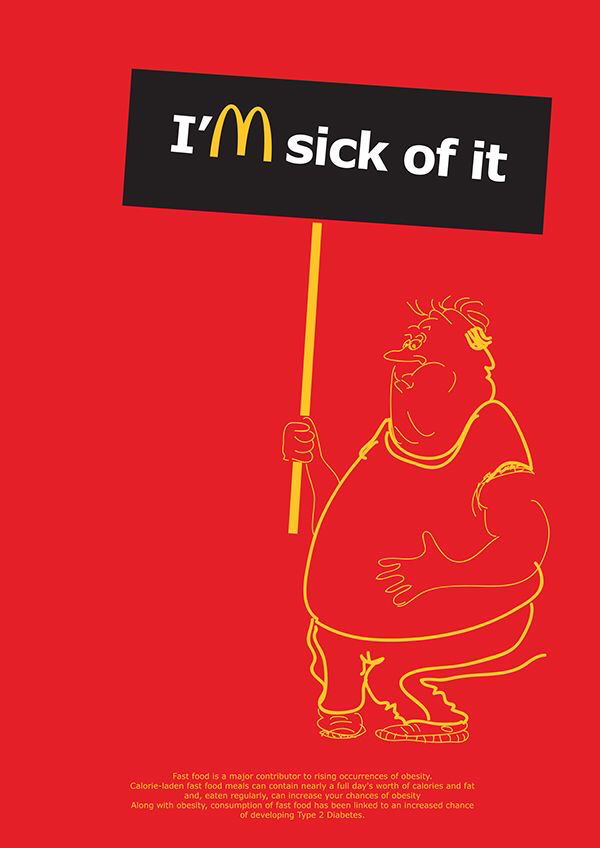 I'M sick of it
Fast food is a major contributor to rising occurrences of obesity.
Calorie-laden fast food meals can contain nearly a full day's worth of calories and fat
and, eaten regularly, can increase your chances of obesity
Along with obesity, consumption of fast food has been linked to an increased chance
of developing Type 2 Diabetes.